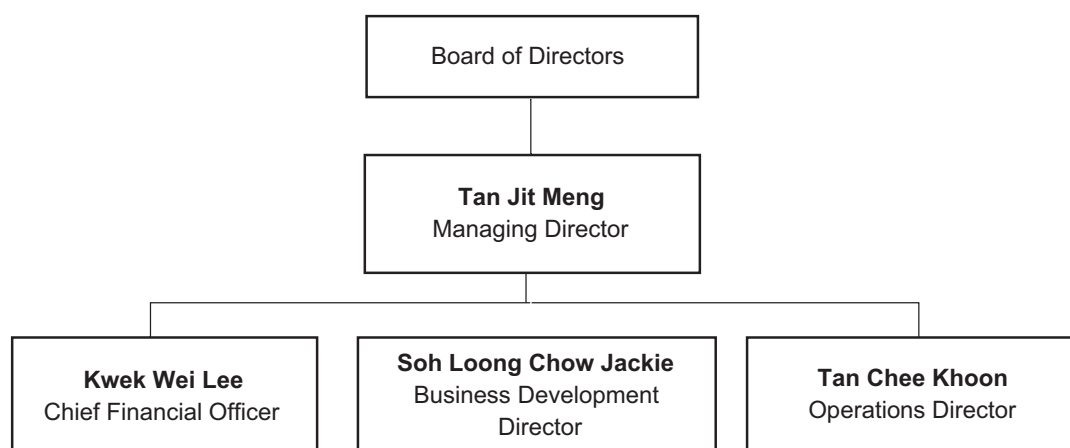 Board of Directors
Tan Jit Meng
Managing Director
Kwek Wei Lee
Chief Financial Officer
Soh Loong Chow Jackie
Business Development
Director
Tan Chee Khoon
Operations Director